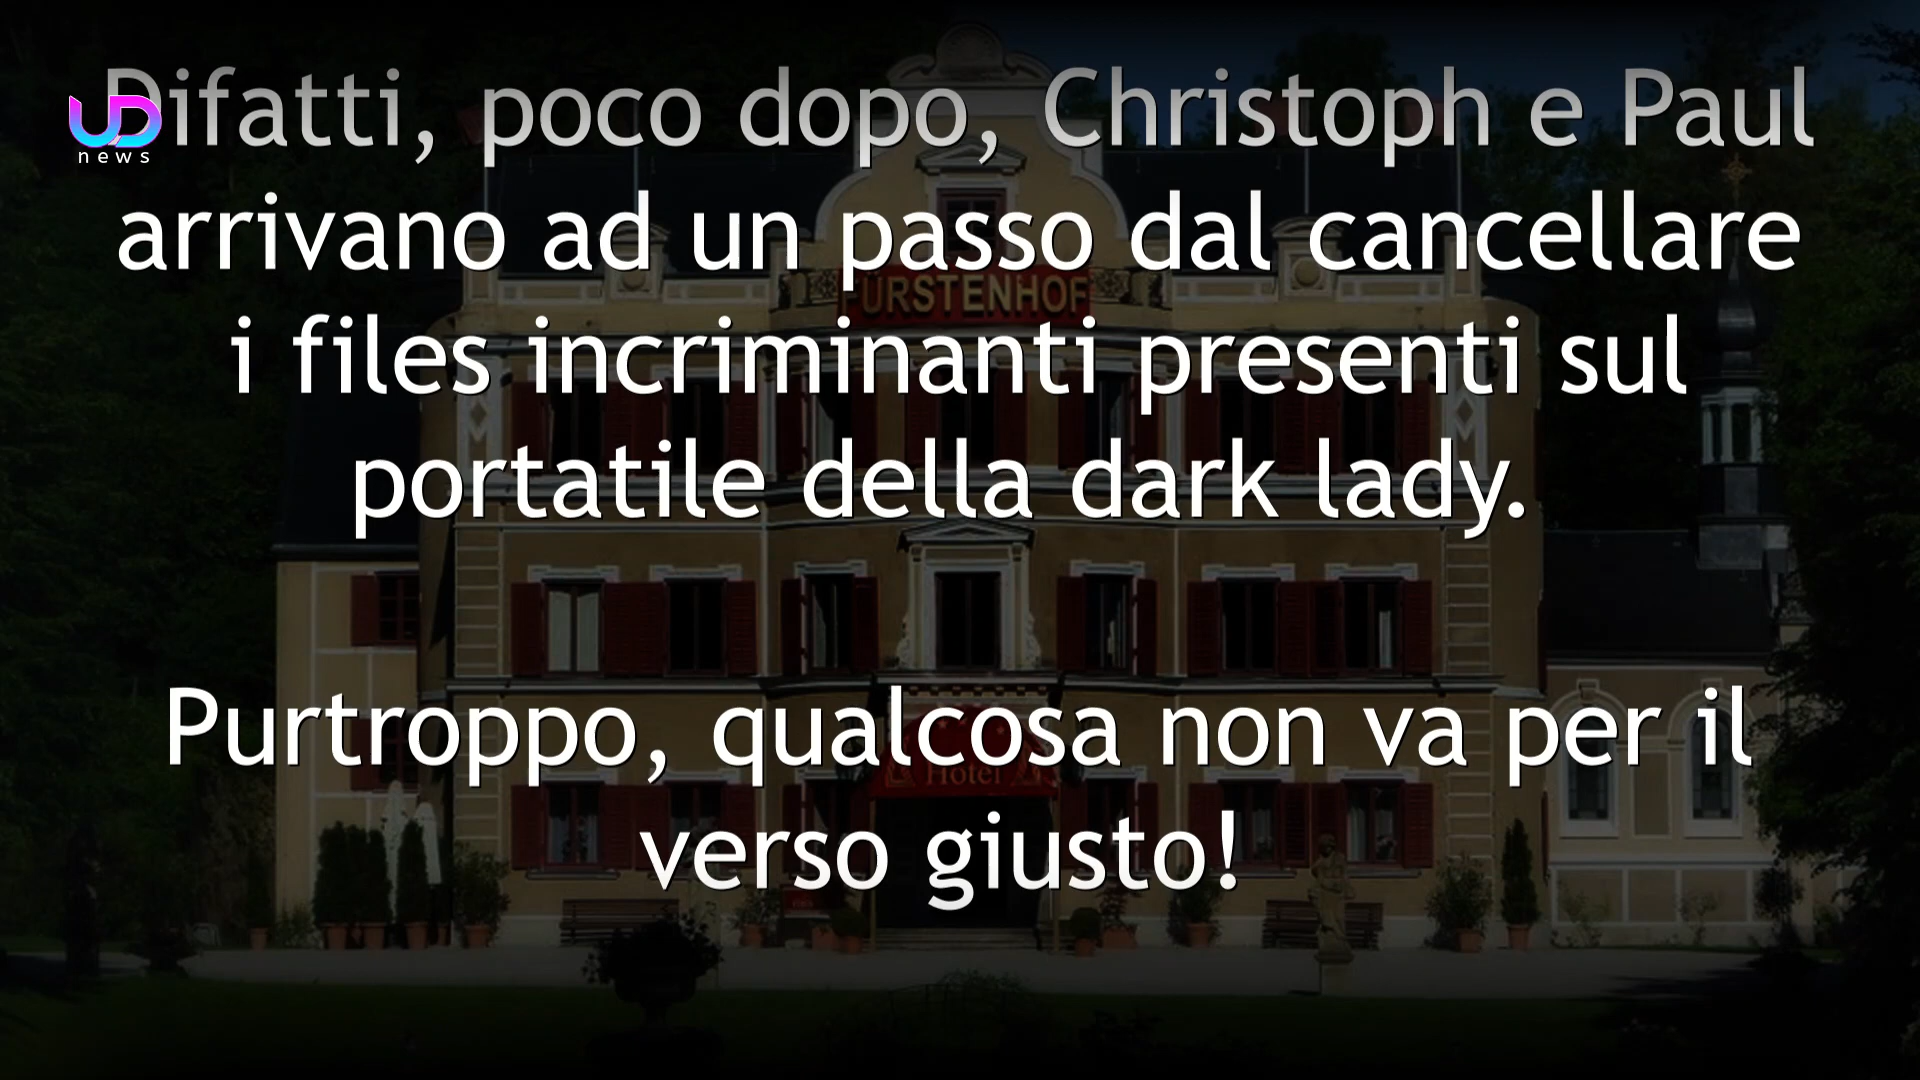 Difatti, poco dopo, Christoph e Paul
UD
news
arrivano ad un passo dal cancellare
FÜRSTENHOF
i files incriminanti presenti sul
portatile della dark lady.
Purtroppo, qualcosa non va per il
Hotel
verso giusto!